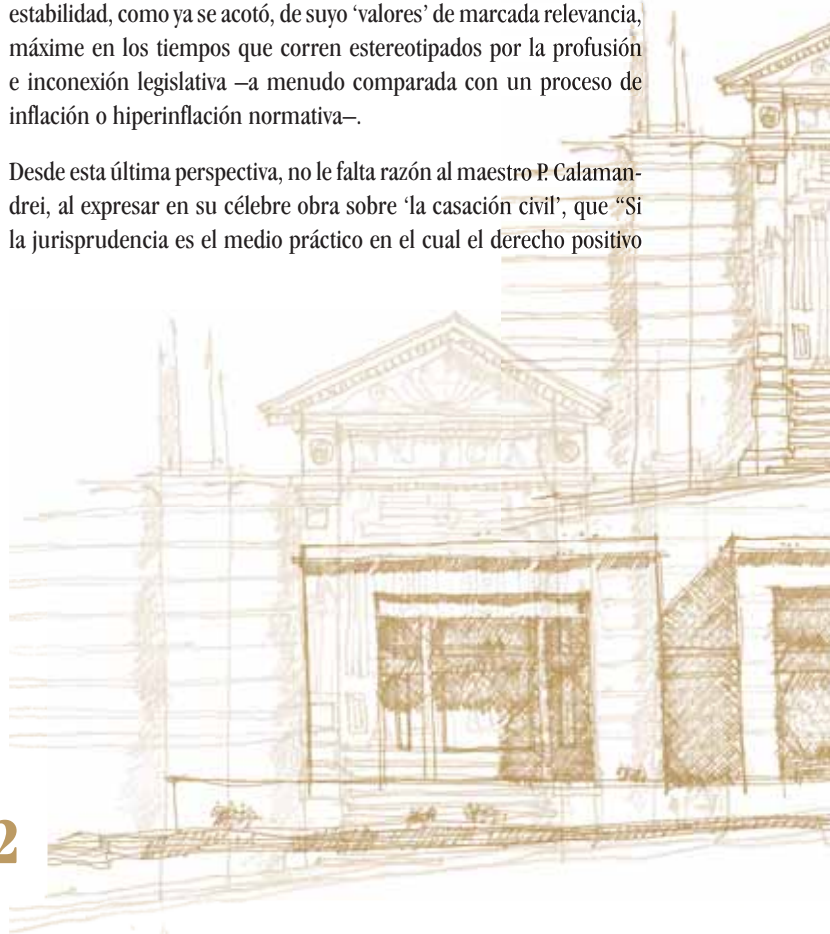 estabilidad, como ya se acotó, de suyo ‘valores’ de marcada relevancia,
máxime en los tiempos que corren estereotipados por la profusión
e inconexión legislativa –a menudo comparada con un proceso de
inflación o hiperinflación normativa–.
Desde esta última perspectiva, no le falta razón al maestro P. Calaman-
drei, al expresar en su célebre obra sobre ‘la casación civil’, que “Si
la jurisprudencia es el medio práctico en el cual el derecho positivo
2